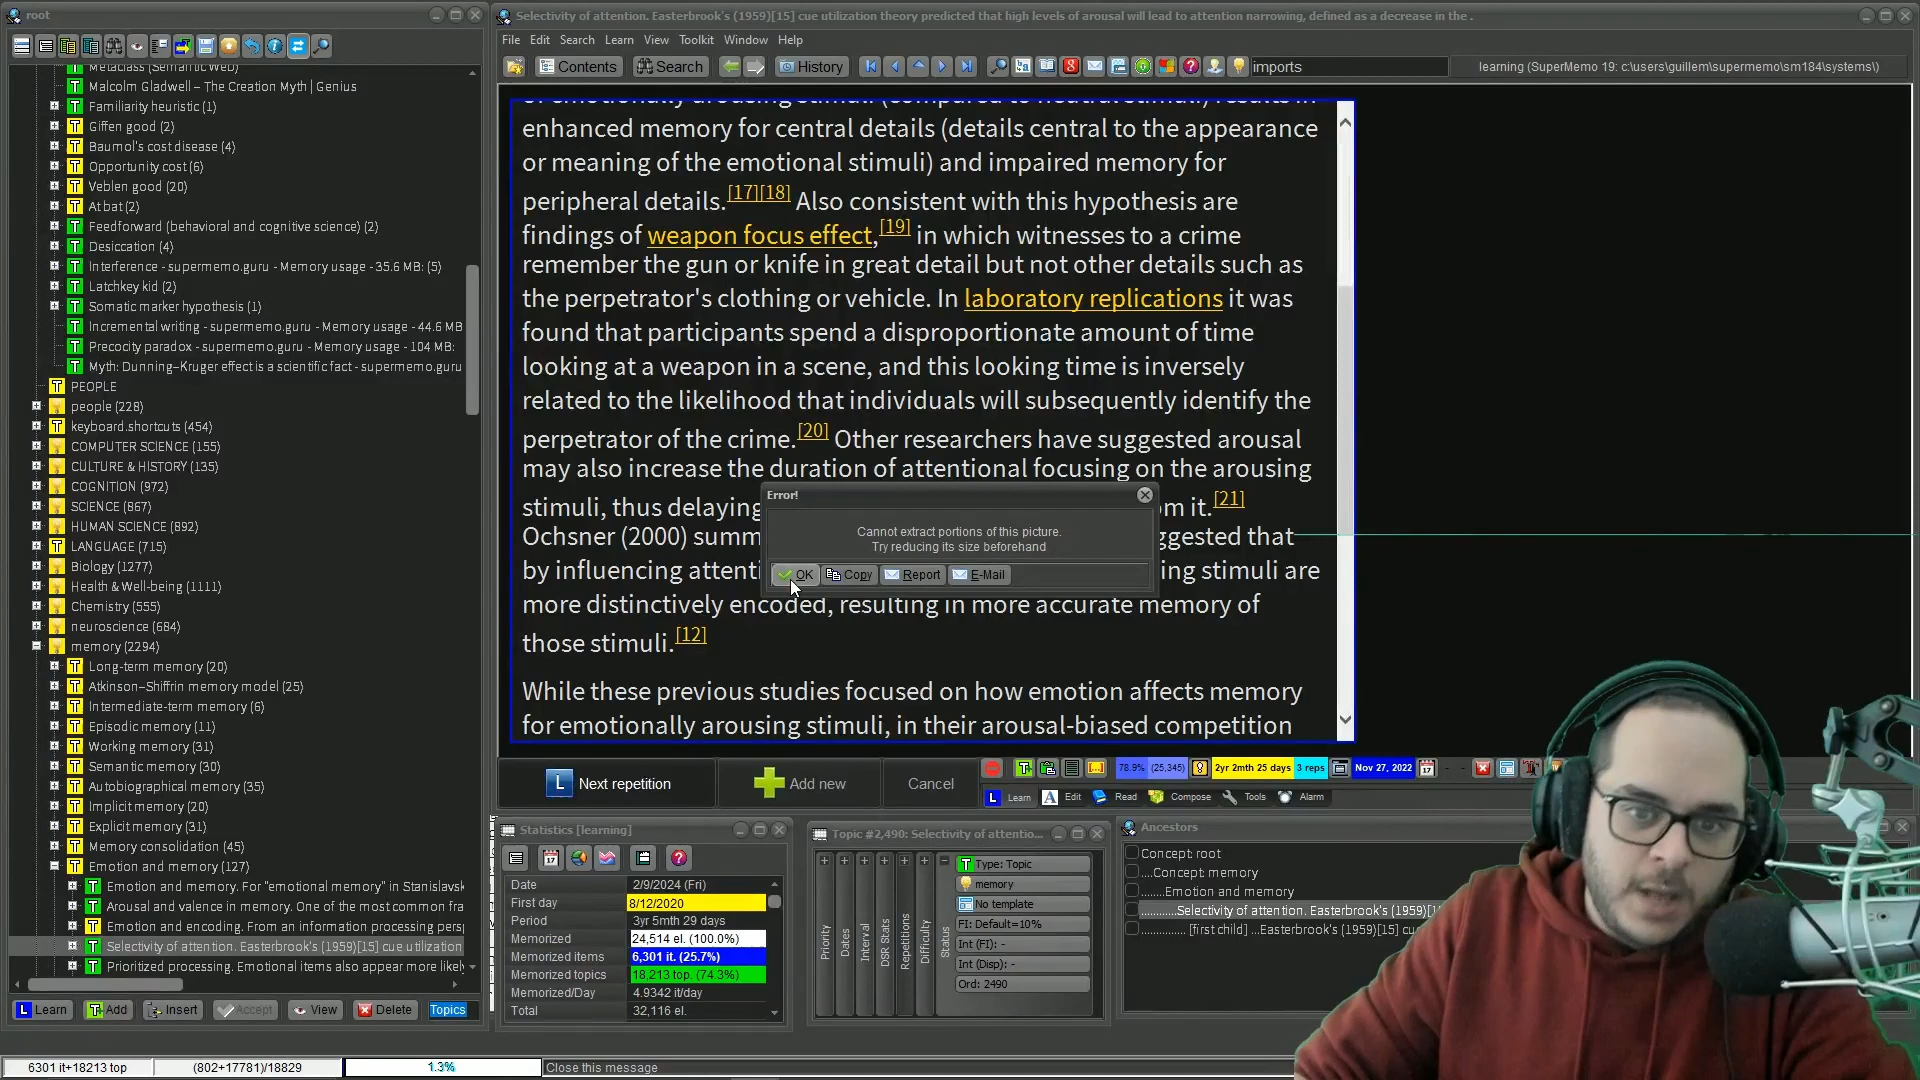 root
Metaclass (Semantic Web)
Malcolm Gladwell – The Creation Myth | Genius
Familiarity heuristic (1)
Giffen good (2)
Baumol's cost disease (4)
Opportunity cost (6)
Veblen good (20)
At bat (2)
Feedforward (behavioral and cognitive science) (2)
Desiccation (4)
Interference - supermemo.guru - Memory usage - 35.6 MB: (5)
Latchkey kid (2)
Somatic marker hypothesis (1)
Incremental writing - supermemo.guru - Memory usage - 44.6 MB
Precocity paradox - supermemo.guru - Memory usage - 104 MB:
Myth: Dunning–Kruger effect is a scientific fact - supermemo.guru
PEOPLE
people (228)
keyboard.shortcuts (454)
COMPUTER SCIENCE (155)
CULTURE & HISTORY (135)
COGNITION (972)
SCIENCE (867)
HUMAN SCIENCE (892)
LANGUAGE (715)
Biology (1277)
Health & Well-being (1111)
Chemistry (555)
neuroscience (684)
memory (2294)
Long-term memory (20)
Atkinson–Shiffrin memory model (25)
Intermediate-term memory (6)
Episodic memory (11)
Working memory (31)
Semantic memory (30)
Autobiographical memory (35)
Implicit memory (20)
Explicit memory (31)
Memory consolidation (45)
Emotion and memory (127)
Emotion and memory. For "emotional memory" in Stanislavsk
Arousal and valence in memory. One of the most common fra
Emotion and encoding. From an information processing persp
Selectivity of attention. Easterbrook's (1959)[15] cue utilization
Prioritized processing. Emotional items also appear more likely
Learn Add Insert Accept View Delete Topics
6301 it+18213 top (802+17781)/18829 1.3% Close this message
Selectivity of attention. Easterbrook's (1959)[15] cue utilization theory predicted that high levels of arousal will lead to attention narrowing, defined as a decrease in the .
File Edit Search Learn View Toolkit Window Help
Contents Search History imports learning (SuperMemo 19: c:\users\guillem\supermemo\sm184\systems\)
of emotionally arousing stimuli (compared to neutral stimuli) results in
enhanced memory for central details (details central to the appearance
or meaning of the emotional stimuli) and impaired memory for
peripheral details.[17][18] Also consistent with this hypothesis are
findings of weapon focus effect,[19] in which witnesses to a crime
remember the gun or knife in great detail but not other details such as
the perpetrator's clothing or vehicle. In laboratory replications it was
found that participants spend a disproportionate amount of time
looking at a weapon in a scene, and this looking time is inversely
related to the likelihood that individuals will subsequently identify the
perpetrator of the crime.[20] Other researchers have suggested arousal
may also increase the duration of attentional focusing on the arousing
stimuli, thus delaying om it.[21]
Ochsner (2000) summ ggested that
by influencing attenti ing stimuli are
more distinctively encoded, resulting in more accurate memory of
those stimuli.[12]
While these previous studies focused on how emotion affects memory
for emotionally arousing stimuli, in their arousal-biased competition
Error!
Cannot extract portions of this picture.
Try reducing its size beforehand
OK Copy Report E-Mail
Next repetition Add new Cancel
78.9% (25,345) 2yr 2mth 25 days 3 reps Nov 27, 2022
Learn Edit Read Compose Tools Alarm
Statistics [learning]
Date 2/9/2024 (Fri)
First day 8/12/2020
Period 3yr 5mth 29 days
Memorized 24,514 el. (100.0%)
Memorized items 6,301 it. (25.7%)
Memorized topics 18,213 top. (74.3%)
Memorized/Day 4.9342 it/day
Total 32,116 el.
Topic #2,490: Selectivity of attentio...
Priority
Dates
Interval
DSR Stats
Repetitions
Difficulty
Status
Type: Topic
memory
No template
FI: Default=10%
Int (FI): -
Int (Disp): -
Ord: 2490
Ancestors
Concept: root
....Concept: memory
........Emotion and memory
............Selectivity of attention. Easterbrook's (1959)[1
................ [first child] ...Easterbrook's (1959)[15] cu